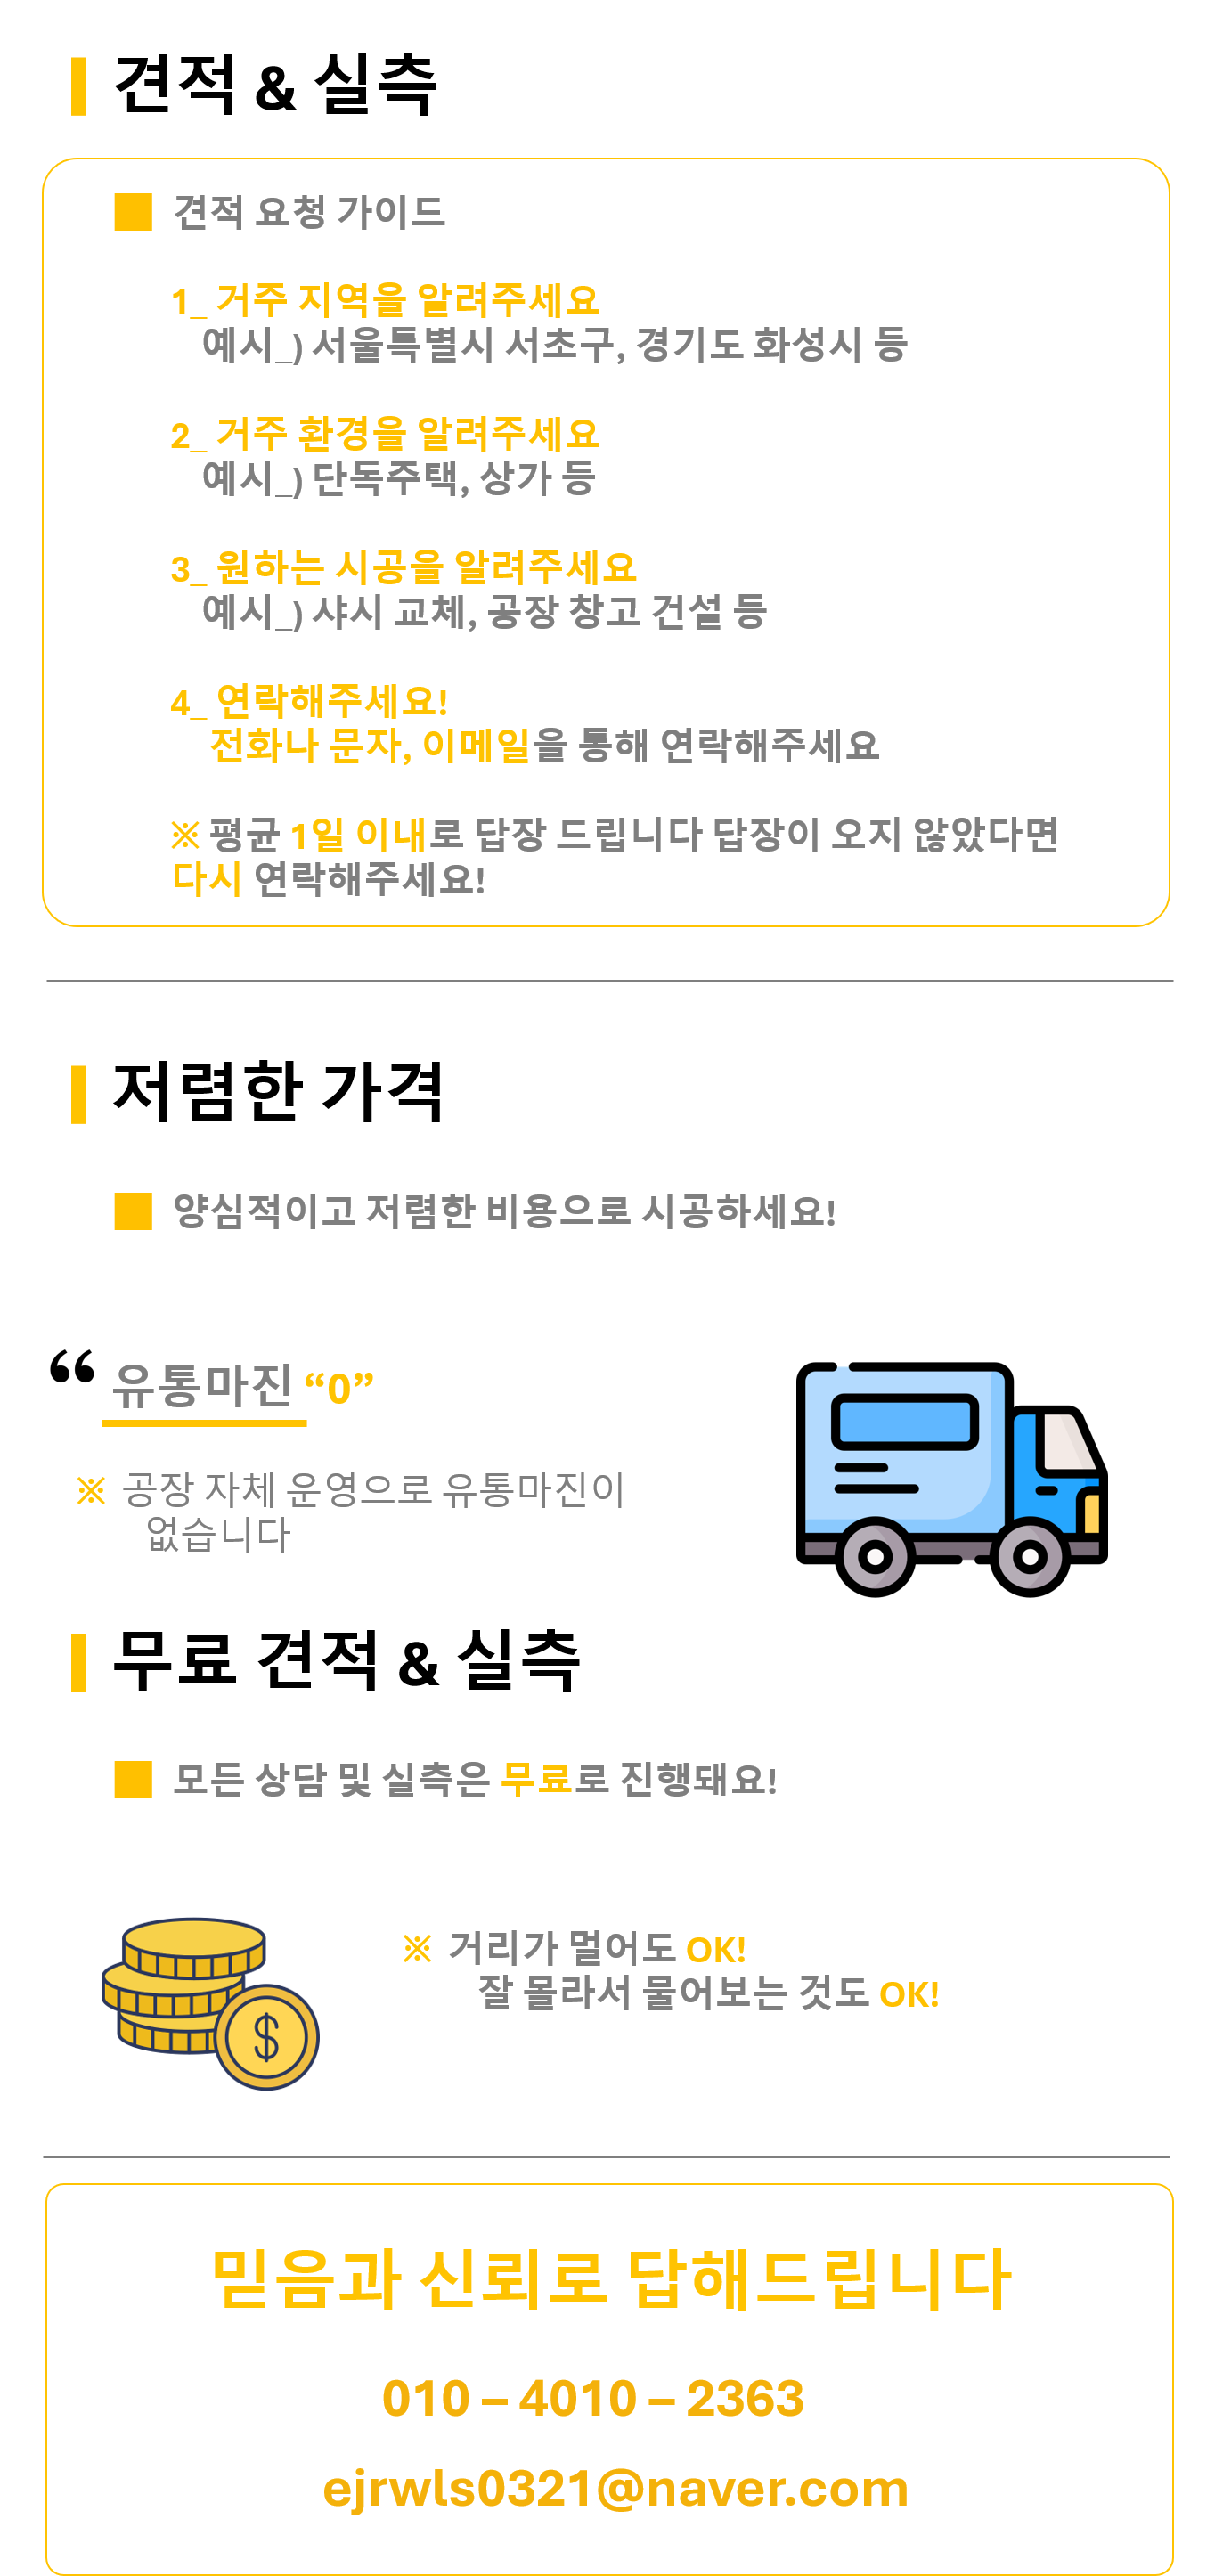 견적 & 실측
견적 요청 가이드
1_ 거주 지역을 알려주세요
예시_) 서울특별시 서초구, 경기도 화성시 등
2_ 거주 환경을 알려주세요
예시_) 단독주택, 상가 등
3_ 원하는 시공을 알려주세요
예시_) 샤시 교체, 공장 창고 건설 등
4_ 연락해주세요!
전화나 문자, 이메일을 통해 연락해주세요
※ 평균 1일 이내로 답장 드립니다 답장이 오지 않았다면
다시 연락해주세요!
저렴한 가격
양심적이고 저렴한 비용으로 시공하세요!
“ 유통마진 “0”
※ 공장 자체 운영으로 유통마진이
없습니다
무료 견적 & 실측
모든 상담 및 실측은 무료로 진행돼요!
※ 거리가 멀어도 OK!
잘 몰라서 물어보는 것도 OK!
$
믿음과 신뢰로 답해드립니다
010 – 4010 – 2363
ejrwls0321@naver.com